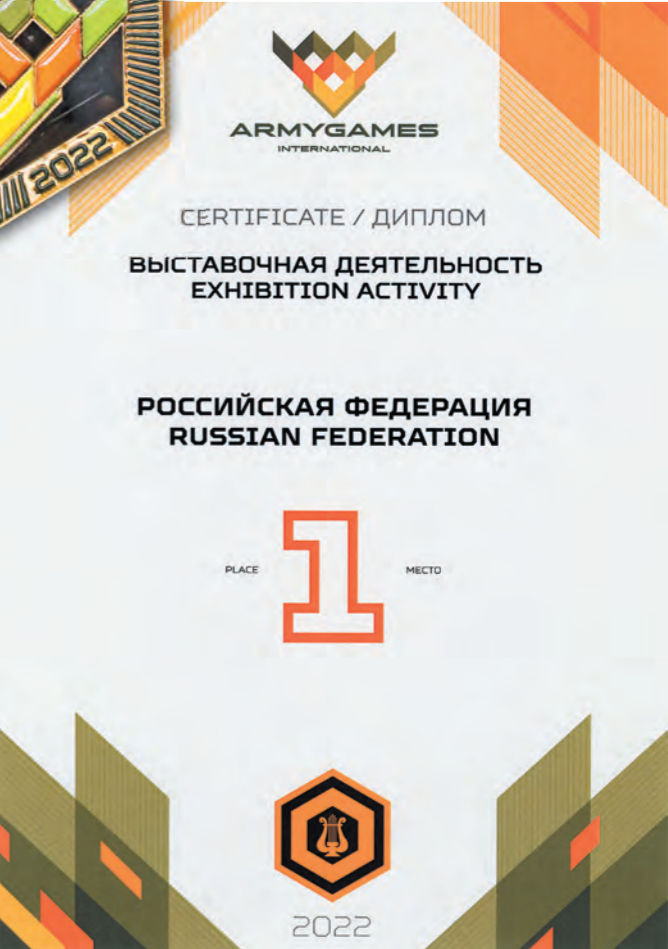 2022
ARMYGAMES
INTERNATIONAL
CERTIFICATE / ДИПЛОМ
ВЫСТАВОЧНАЯ ДЕЯТЕЛЬНОСТЬ
EXHIBITION ACTIVITY
РОССИЙСКАЯ ФЕДЕРАЦИЯ
RUSSIAN FEDERATION
PLACE 1 МЕСТО
2022